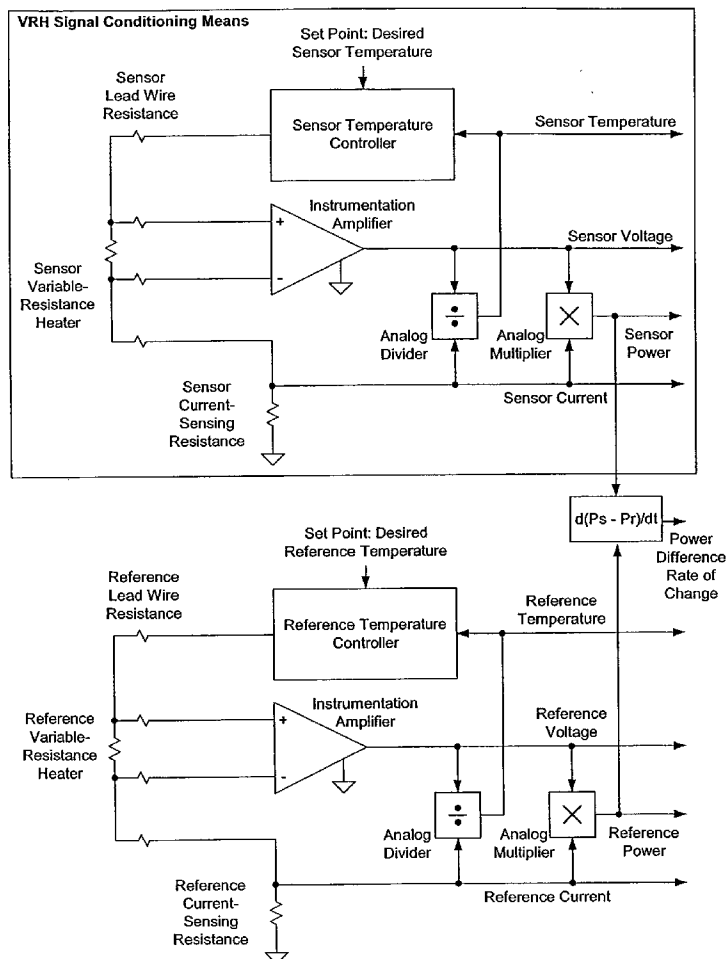 VRH Signal Conditioning Means
Set Point: Desired
Sensor Temperature
Sensor
Lead Wire
Resistance
Sensor Temperature
Controller
Sensor Temperature
Instrumentation
Amplifier
+
-
Sensor Voltage
Sensor
Variable-
Resistance
Heater
÷
×
Analog
Divider
Analog
Multiplier
Sensor
Power
Sensor
Current-
Sensing
Resistance
Sensor Current
d(Ps - Pr)/dt
Power
Difference
Rate of
Change
Set Point: Desired
Reference Temperature
Reference
Lead Wire
Resistance
Reference Temperature
Controller
Reference
Temperature
Instrumentation
Amplifier
+
-
Reference
Voltage
Reference
Variable-
Resistance
Heater
÷
×
Analog
Divider
Analog
Multiplier
Reference
Power
Reference
Current-
Sensing
Resistance
Reference Current